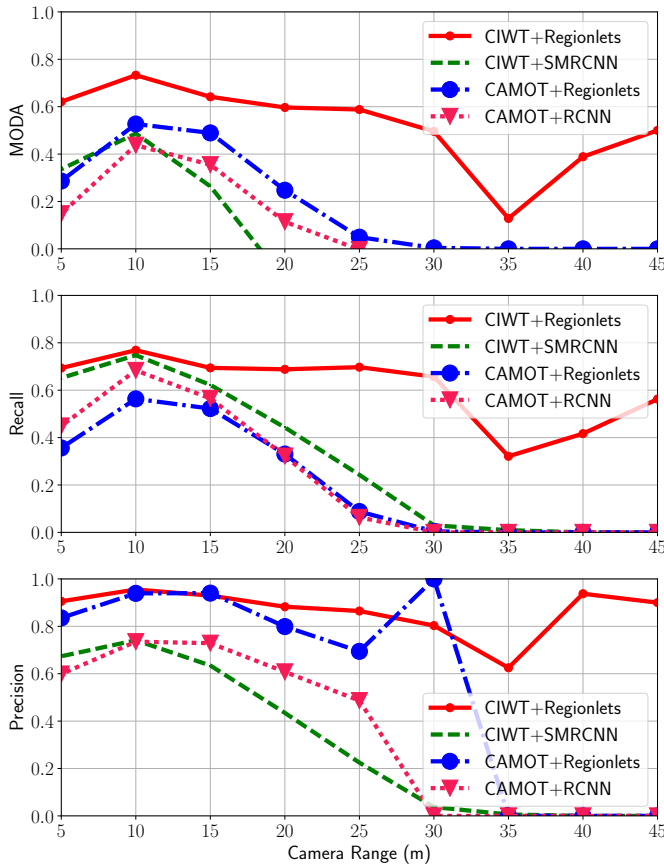 1.0
0.8
0.6
0.4
0.2
0.0
MODA
CIWT+Regionlets
CIWT+SMRCNN
CAMOT+Regionlets
CAMOT+RCNN
5 10 15 20 25 30 35 40 45
1.0
0.8
0.6
0.4
0.2
0.0
Recall
CIWT+Regionlets
CIWT+SMRCNN
CAMOT+Regionlets
CAMOT+RCNN
5 10 15 20 25 30 35 40 45
1.0
0.8
0.6
0.4
0.2
0.0
Precision
CIWT+Regionlets
CIWT+SMRCNN
CAMOT+Regionlets
CAMOT+RCNN
5 10 15 20 25 30 35 40 45
Camera Range (m)